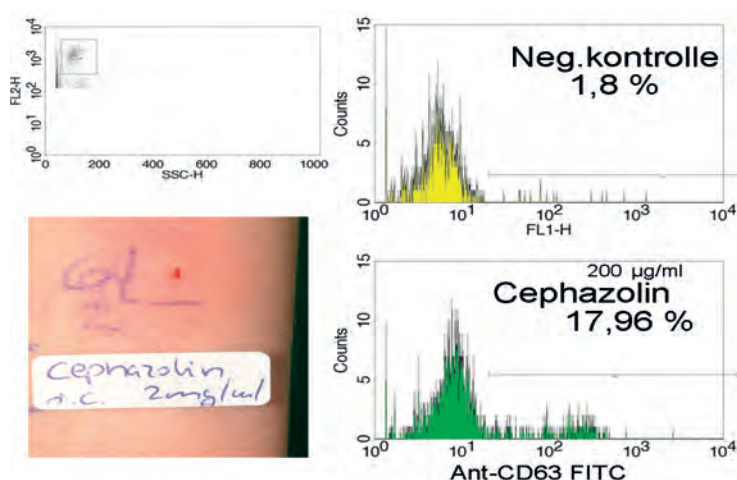 10⁴
10³
10²
10¹
10⁰
FL2-H
0
200
400
600
800
1000
SSC-H
15
10
5
0
Counts
Neg.kontrolle
1,8 %
10⁰
10¹
10²
10³
10⁴
FL1-H
Cephazolin
2mg/ml
15
10
5
0
Counts
200 µg/ml
Cephazolin
17,96 %
10⁰
10¹
10²
10³
10⁴
Ant-CD63 FITC